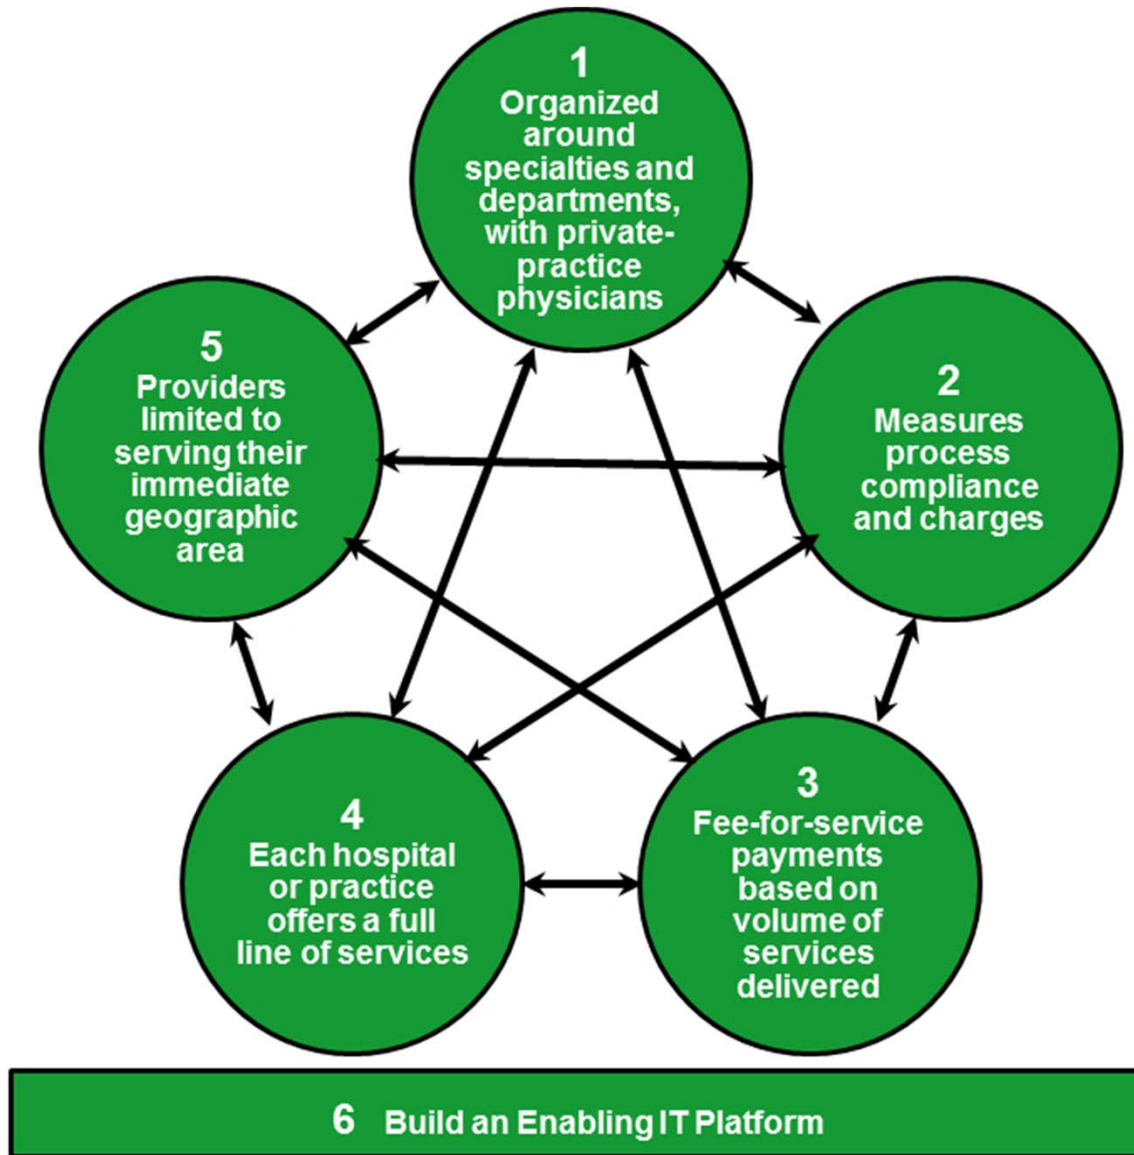 1
Organized
around
specialties and
departments,
with private-
practice
physicians
2
Measures
process
compliance
and charges
3
Fee-for-service
payments
based on
volume of
services
delivered
4
Each hospital
or practice
offers a full
line of services
5
Providers
limited to
serving their
immediate
geographic
area
6 Build an Enabling IT Platform